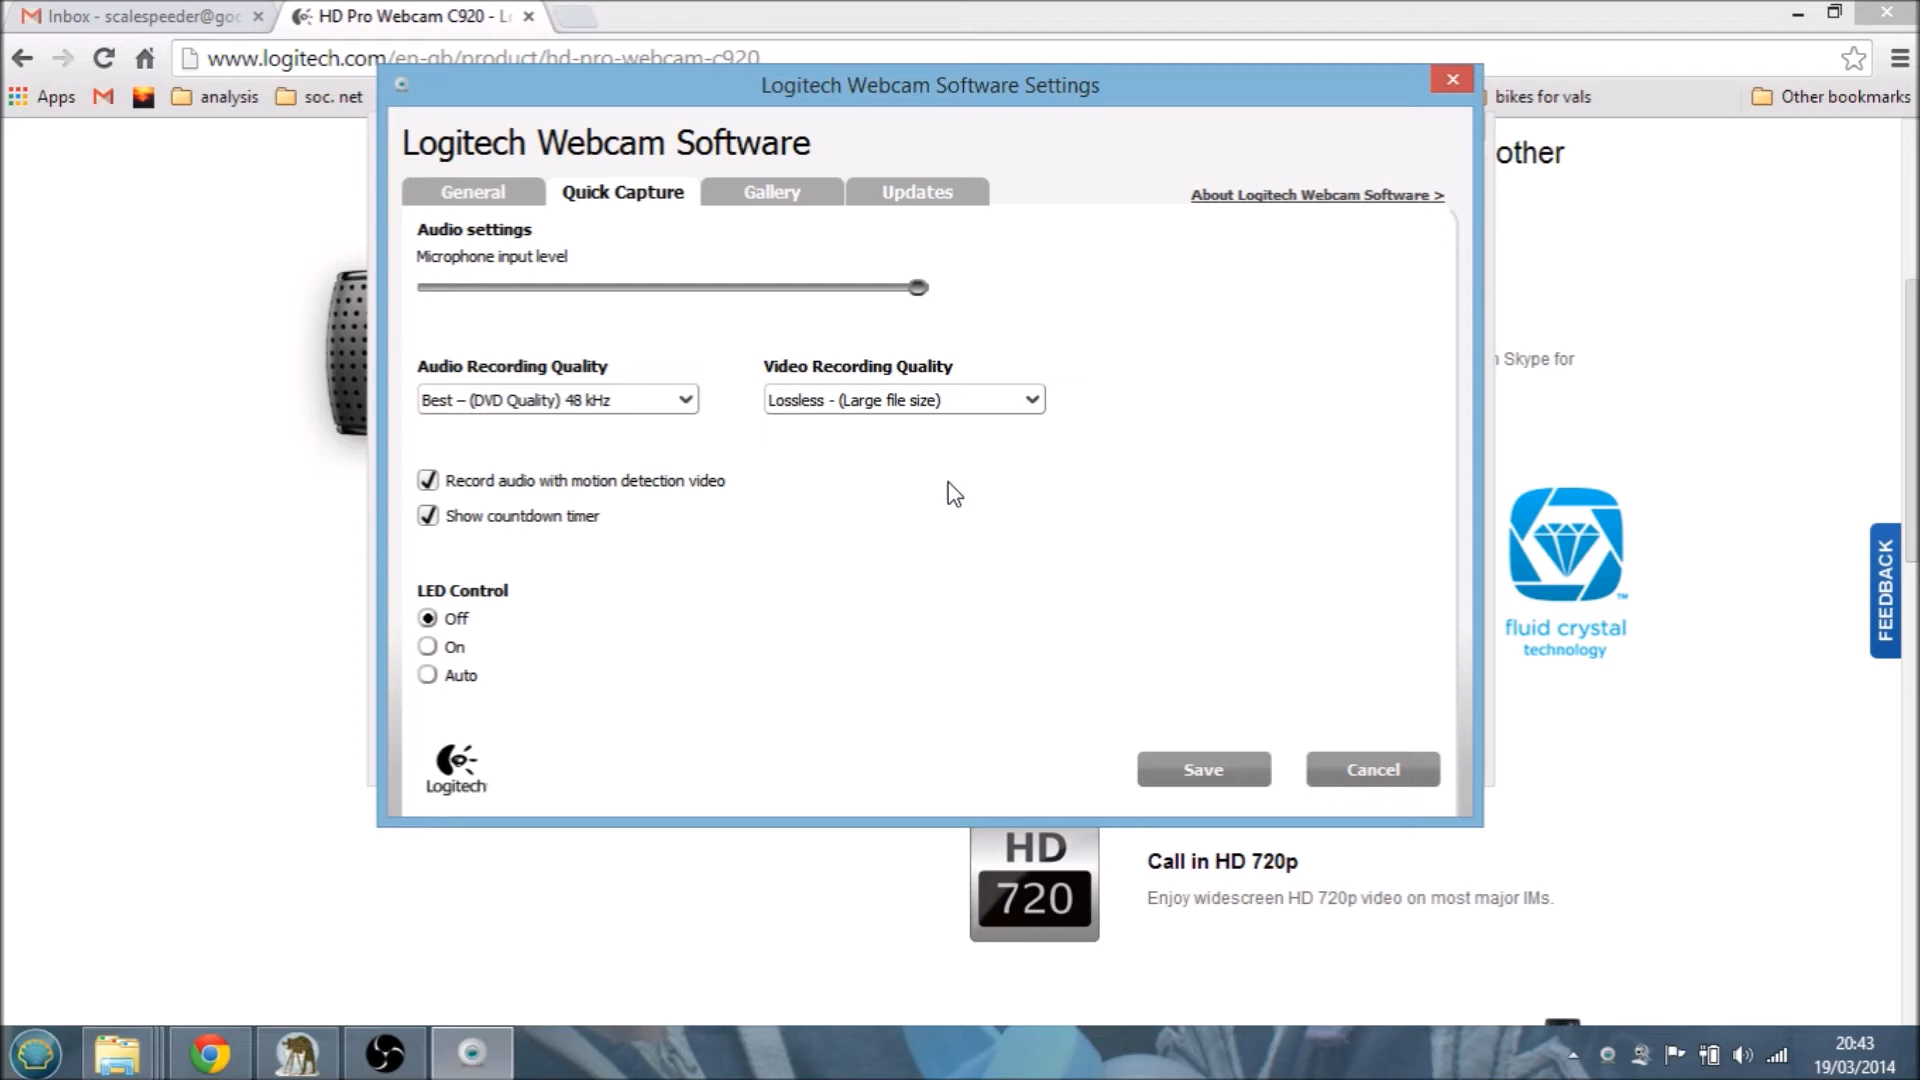 Inbox - scalespeeder@goo
HD Pro Webcam C920 - Lo
www.logitech.com/en-gb/product/hd-pro-webcam-c920
Apps
analysis
soc. net
bikes for vals
Other bookmarks
Logitech Webcam Software Settings
Logitech Webcam Software
General
Quick Capture
Gallery
Updates
About Logitech Webcam Software >
Audio settings
Microphone input level
Audio Recording Quality
Video Recording Quality
Best – (DVD Quality) 48 kHz
Lossless - (Large file size)
Record audio with motion detection video
Show countdown timer
LED Control
Off
On
Auto
Logitech
Save
Cancel
other
Skype for
fluid crystal
technology
™
FEEDBACK
HD
720
Call in HD 720p
Enjoy widescreen HD 720p video on most major IMs.
20:43
19/03/2014